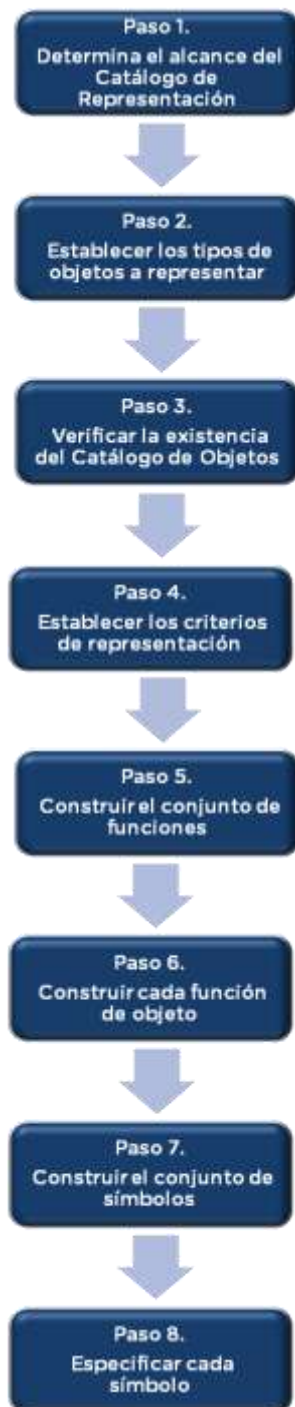 Paso 1.
Determina el alcance del
Catálogo de
Representación
Paso 2.
Establecer los tipos de
objetos a representar
Paso 3.
Verificar la existencia
del Catálogo de Objetos
Paso 4.
Establecer los criterios
de representación
Paso 5.
Construir el conjunto de
funciones
Paso 6.
Construir cada función
de objeto
Paso 7.
Construir el conjunto de
símbolos
Paso 8.
Especificar cada
símbolo